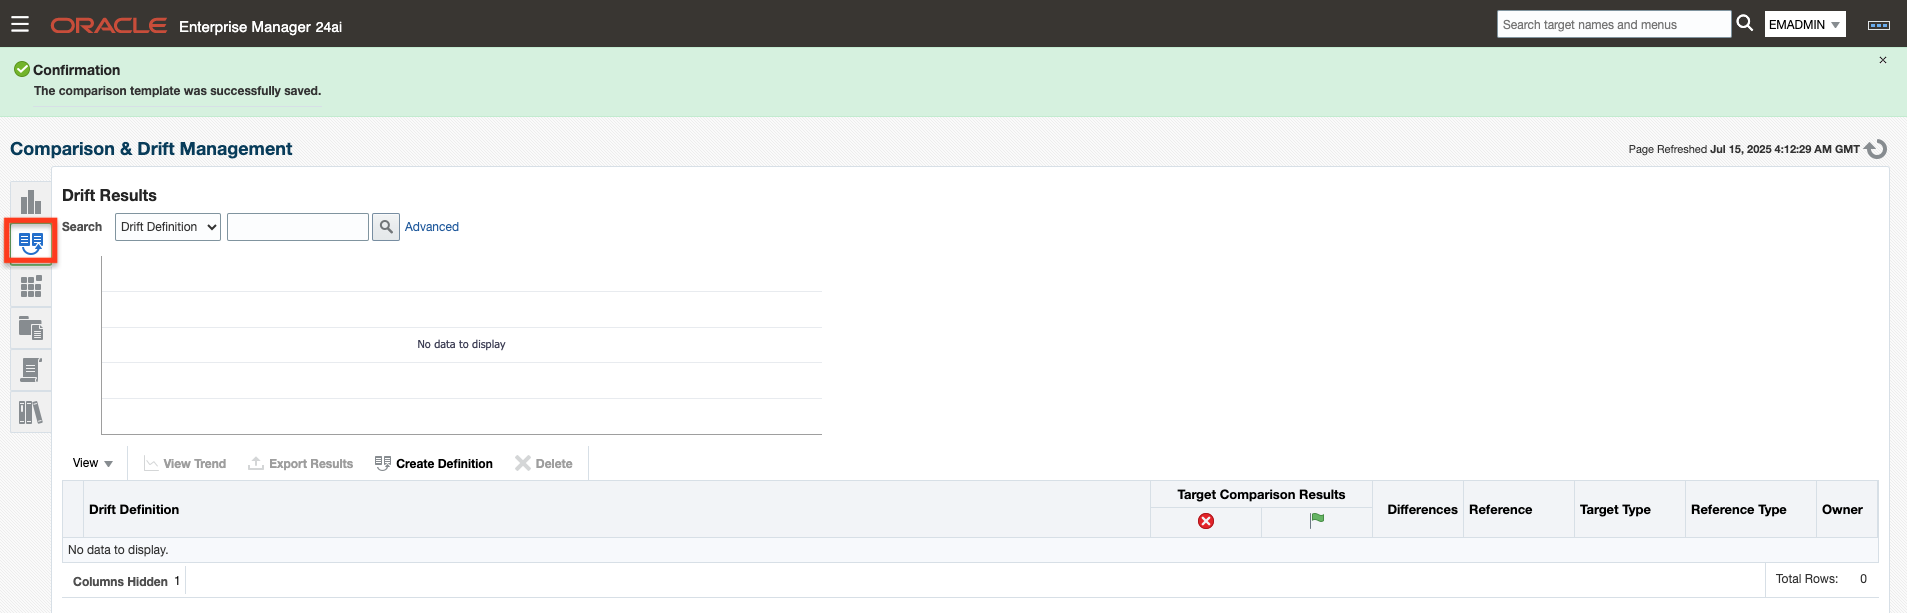 ORACLE Enterprise Manager 24ai
Search target names and menus
EMADMIN
Confirmation
The comparison template was successfully saved.
Comparison & Drift Management
Page Refreshed Jul 15, 2025 4:12:29 AM GMT
Drift Results
Search Drift Definition Advanced
No data to display
View View Trend Export Results Create Definition Delete
Drift Definition Target Comparison Results Differences Reference Target Type Reference Type Owner
No data to display.
Columns Hidden 1
Total Rows: 0